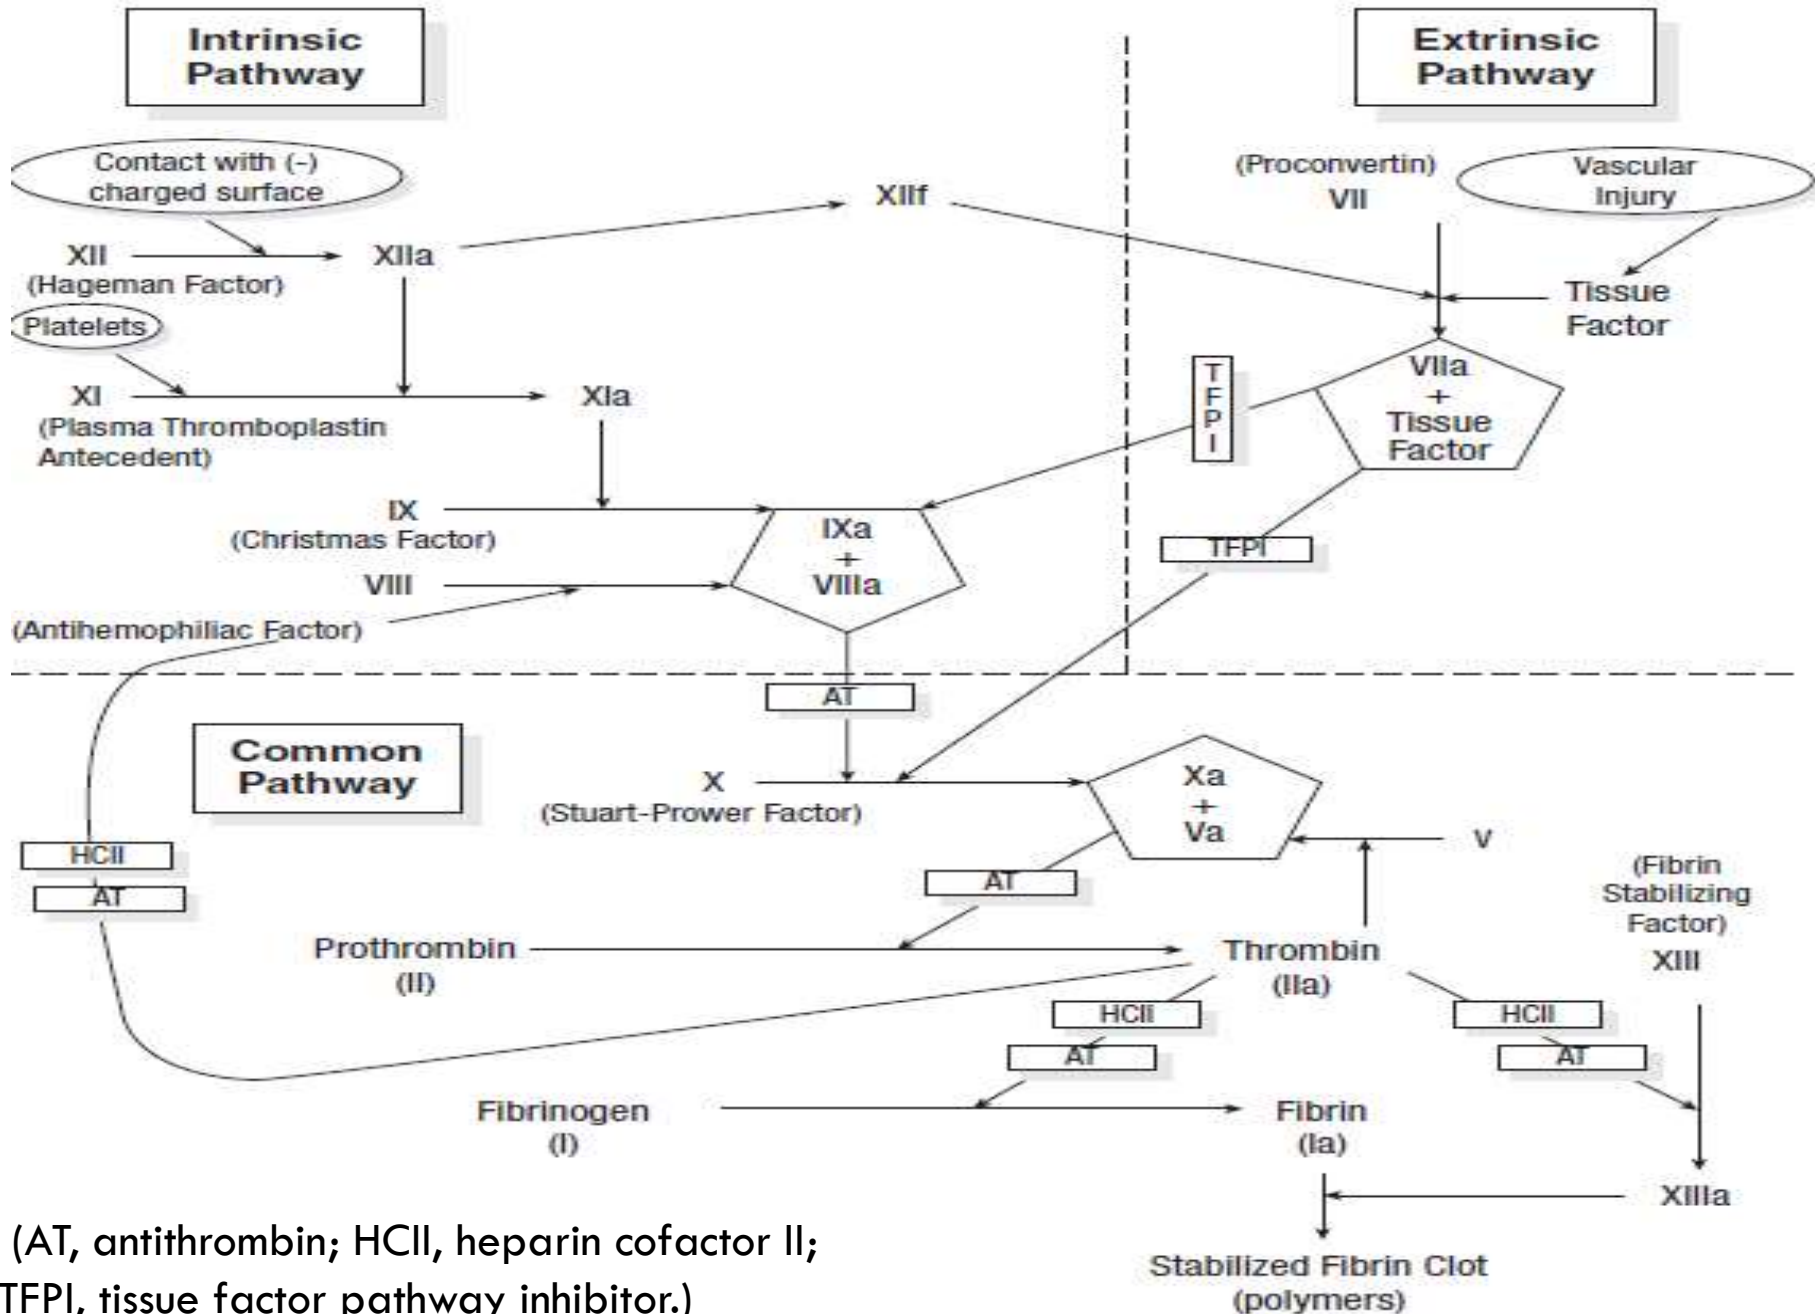 Intrinsic
Pathway
Extrinsic
Pathway
Contact with (-)
charged surface
(Proconvertin)
VII
Vascular
Injury
XIIf
XII
XIIa
(Hageman Factor)
Tissue
Factor
Platelets
XI
XIa
(Plasma Thromboplastin
Antecedent)
T
F
P
I
VIIa
+
Tissue
Factor
IX
(Christmas Factor)
IXa
+
VIIIa
TFPI
VIII
(Antihemophiliac Factor)
AT
Common
Pathway
X
(Stuart-Prower Factor)
Xa
+
Va
V
HCII
AT
AT
(Fibrin
Stabilizing
Factor)
XIII
Prothrombin
(II)
Thrombin
(IIa)
HCII
AT
HCII
AT
Fibrinogen
(I)
Fibrin
(Ia)
XIIIa
Stabilized Fibrin Clot
(polymers)
(AT, antithrombin; HCII, heparin cofactor II;
TFPI, tissue factor pathway inhibitor.)